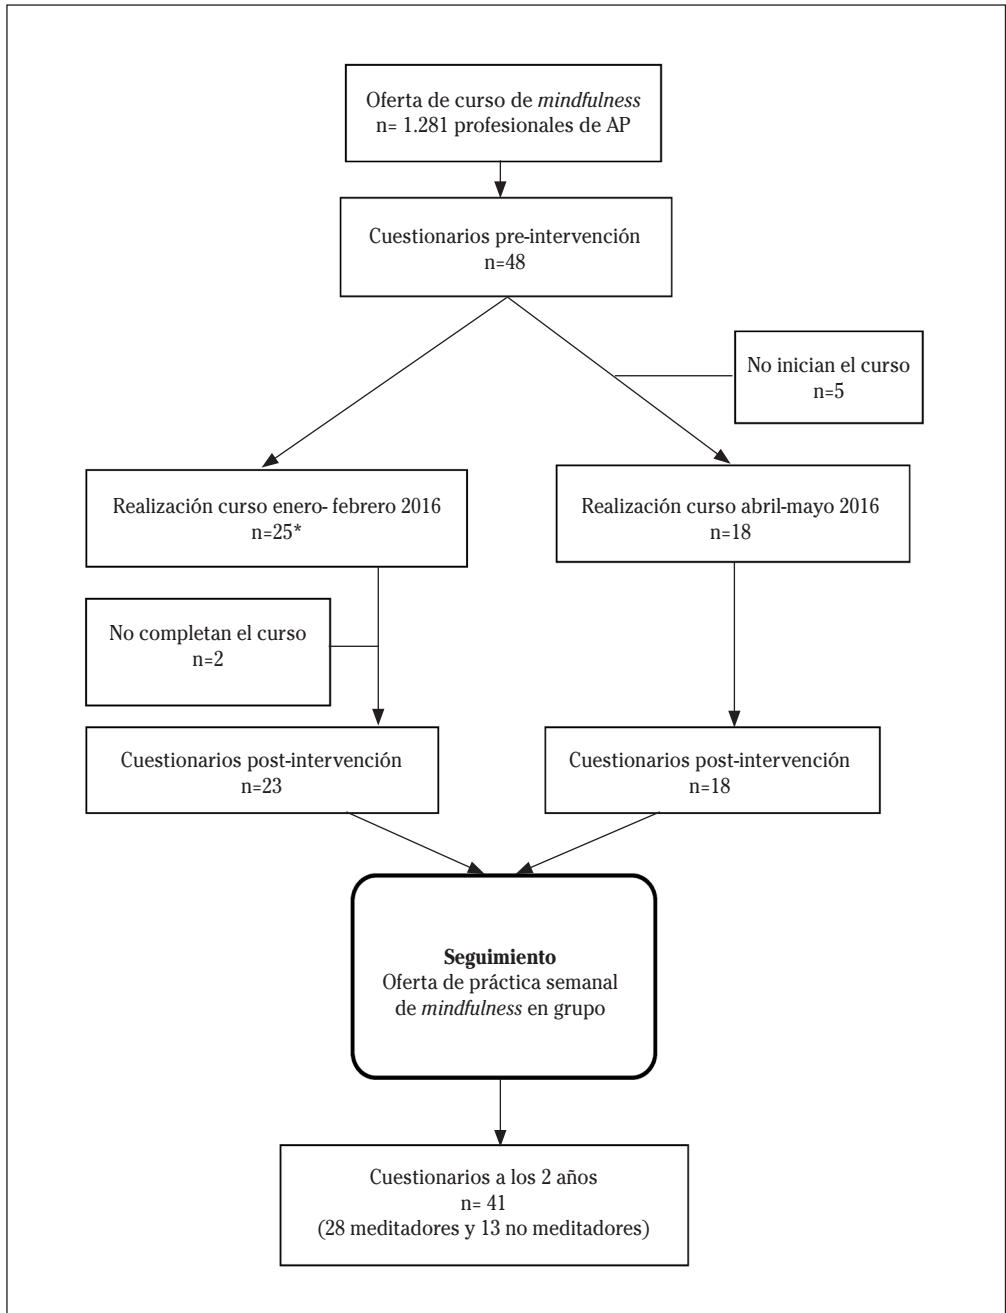 Oferta de curso de mindfulness
n= 1.281 profesionales de AP
Cuestionarios pre-intervención
n=48
No inician el curso
n=5
Realización curso enero- febrero 2016
n=25*
Realización curso abril-mayo 2016
n=18
No completan el curso
n=2
Cuestionarios post-intervención
n=23
Cuestionarios post-intervención
n=18
Seguimiento
Oferta de práctica semanal
de mindfulness en grupo
Cuestionarios a los 2 años
n= 41
(28 meditadores y 13 no meditadores)